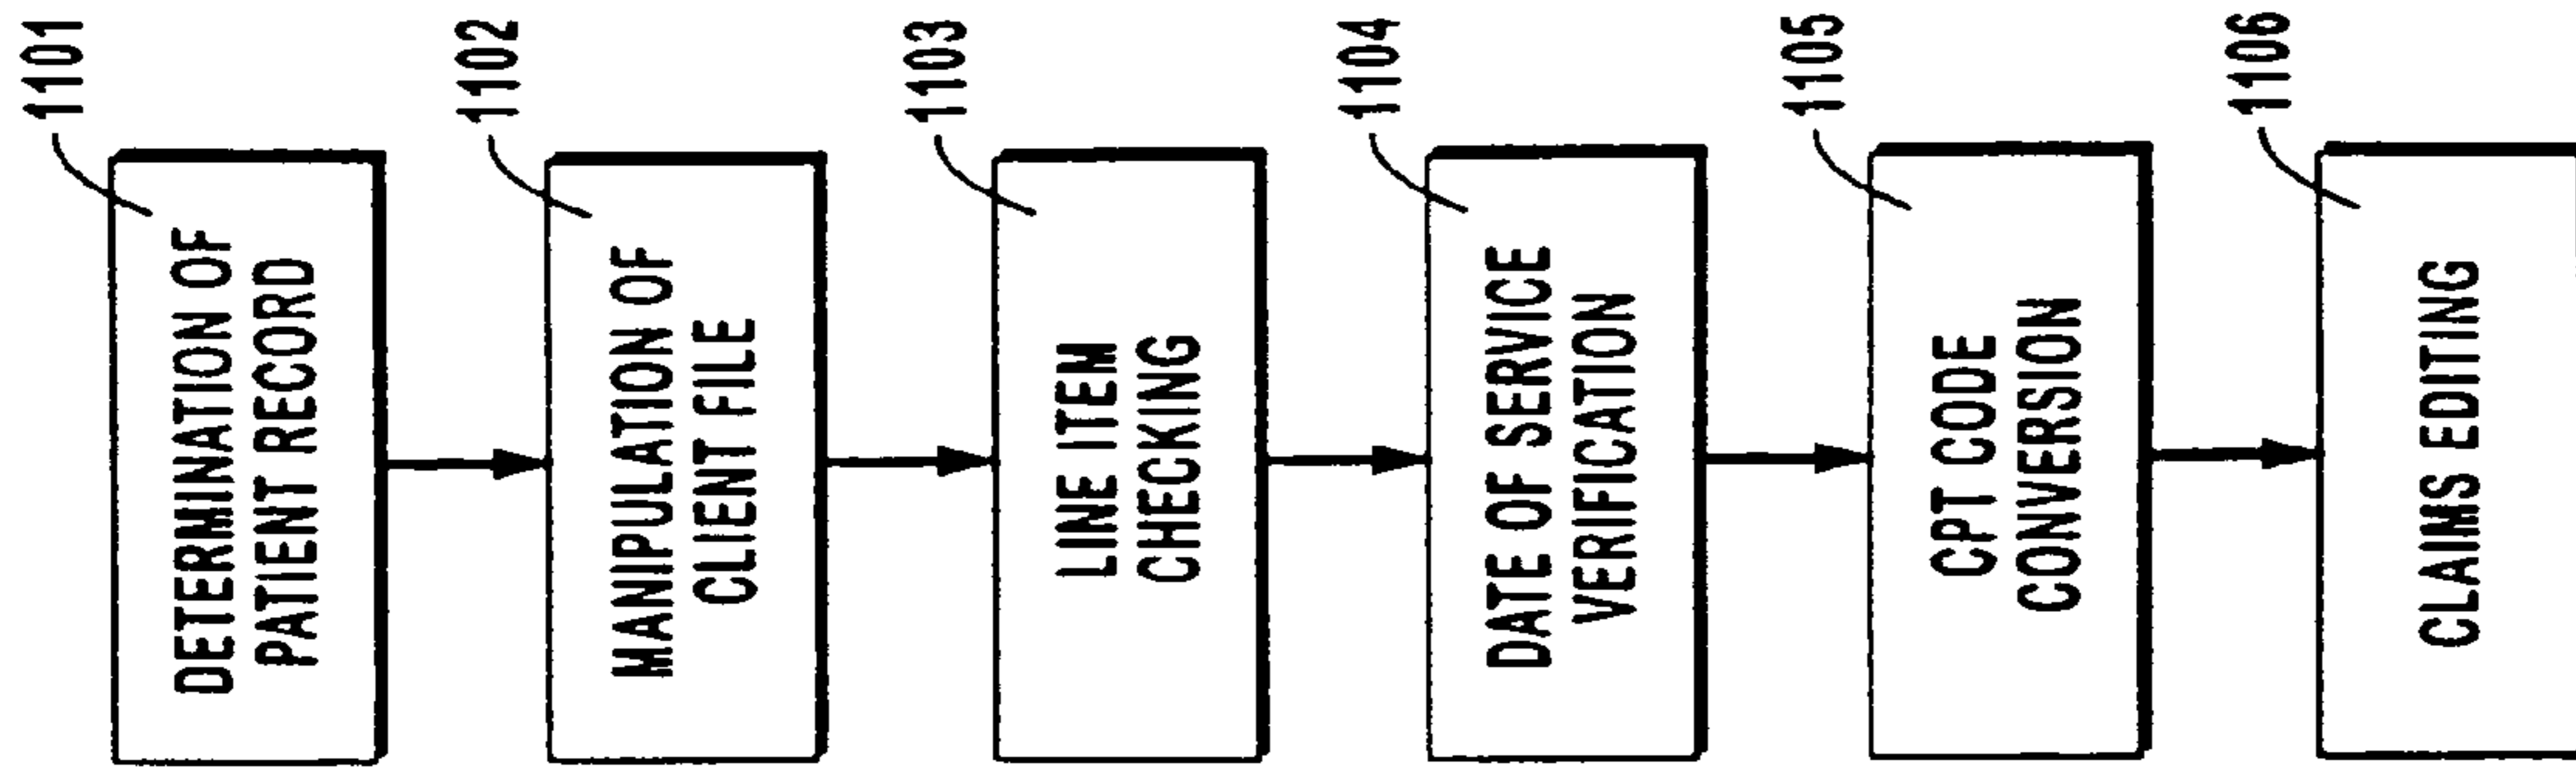 1101
DETERMINATION OF
PATIENT RECORD
1102
MANIPULATION OF
CLIENT FILE
1103
LINE ITEM
CHECKING
1104
DATE OF SERVICE
VERIFICATION
1105
CPT CODE
CONVERSION
1106
CLAIMS EDITING